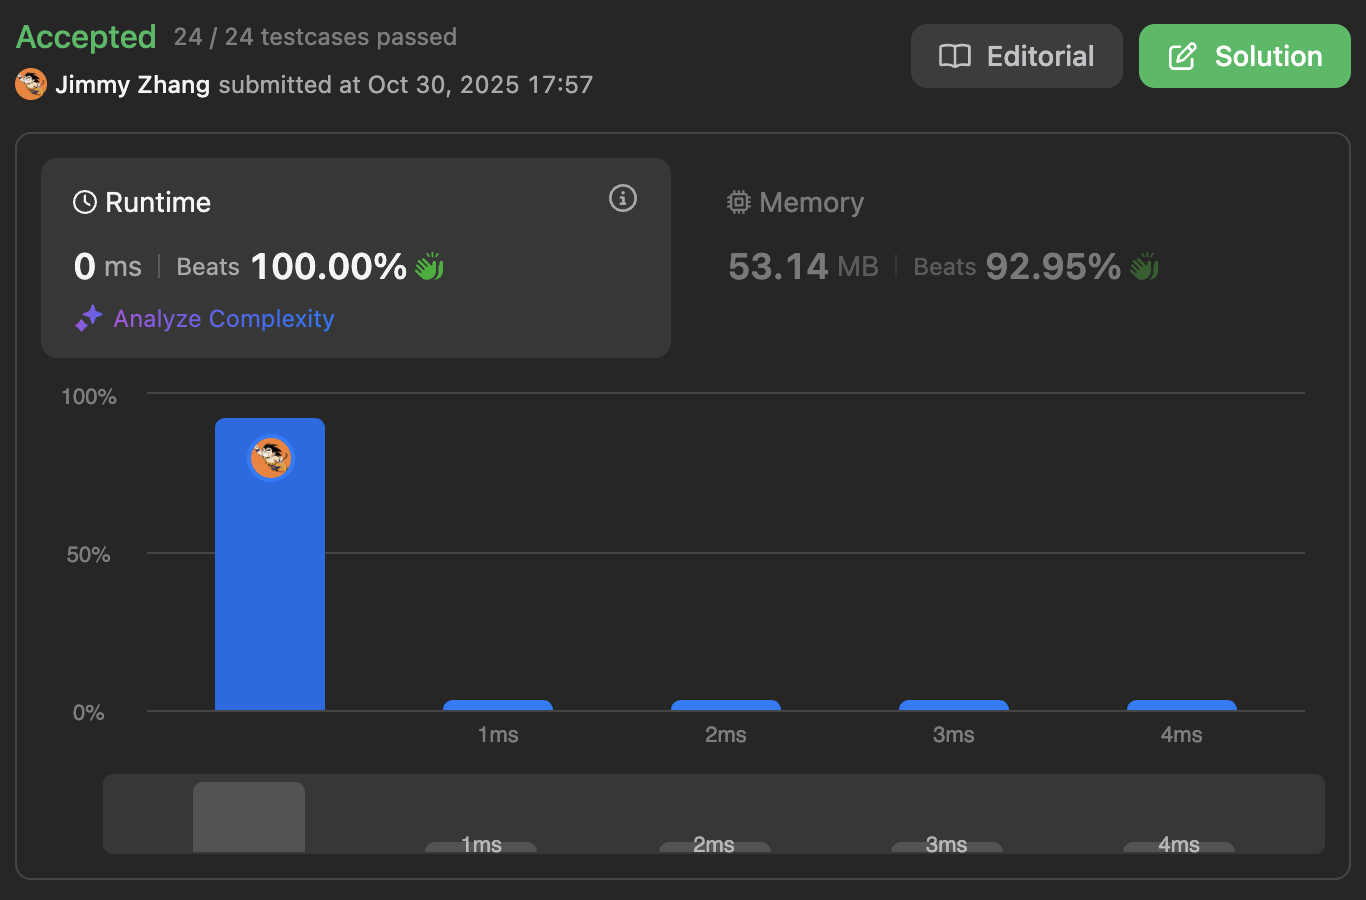 Accepted 24 / 24 testcases passed
Jimmy Zhang submitted at Oct 30, 2025 17:57
Editorial
Solution
Runtime
0 ms | Beats 100.00%
Analyze Complexity
Memory
53.14 MB | Beats 92.95%
100%
50%
0%
1ms 2ms 3ms 4ms
1ms 2ms 3ms 4ms